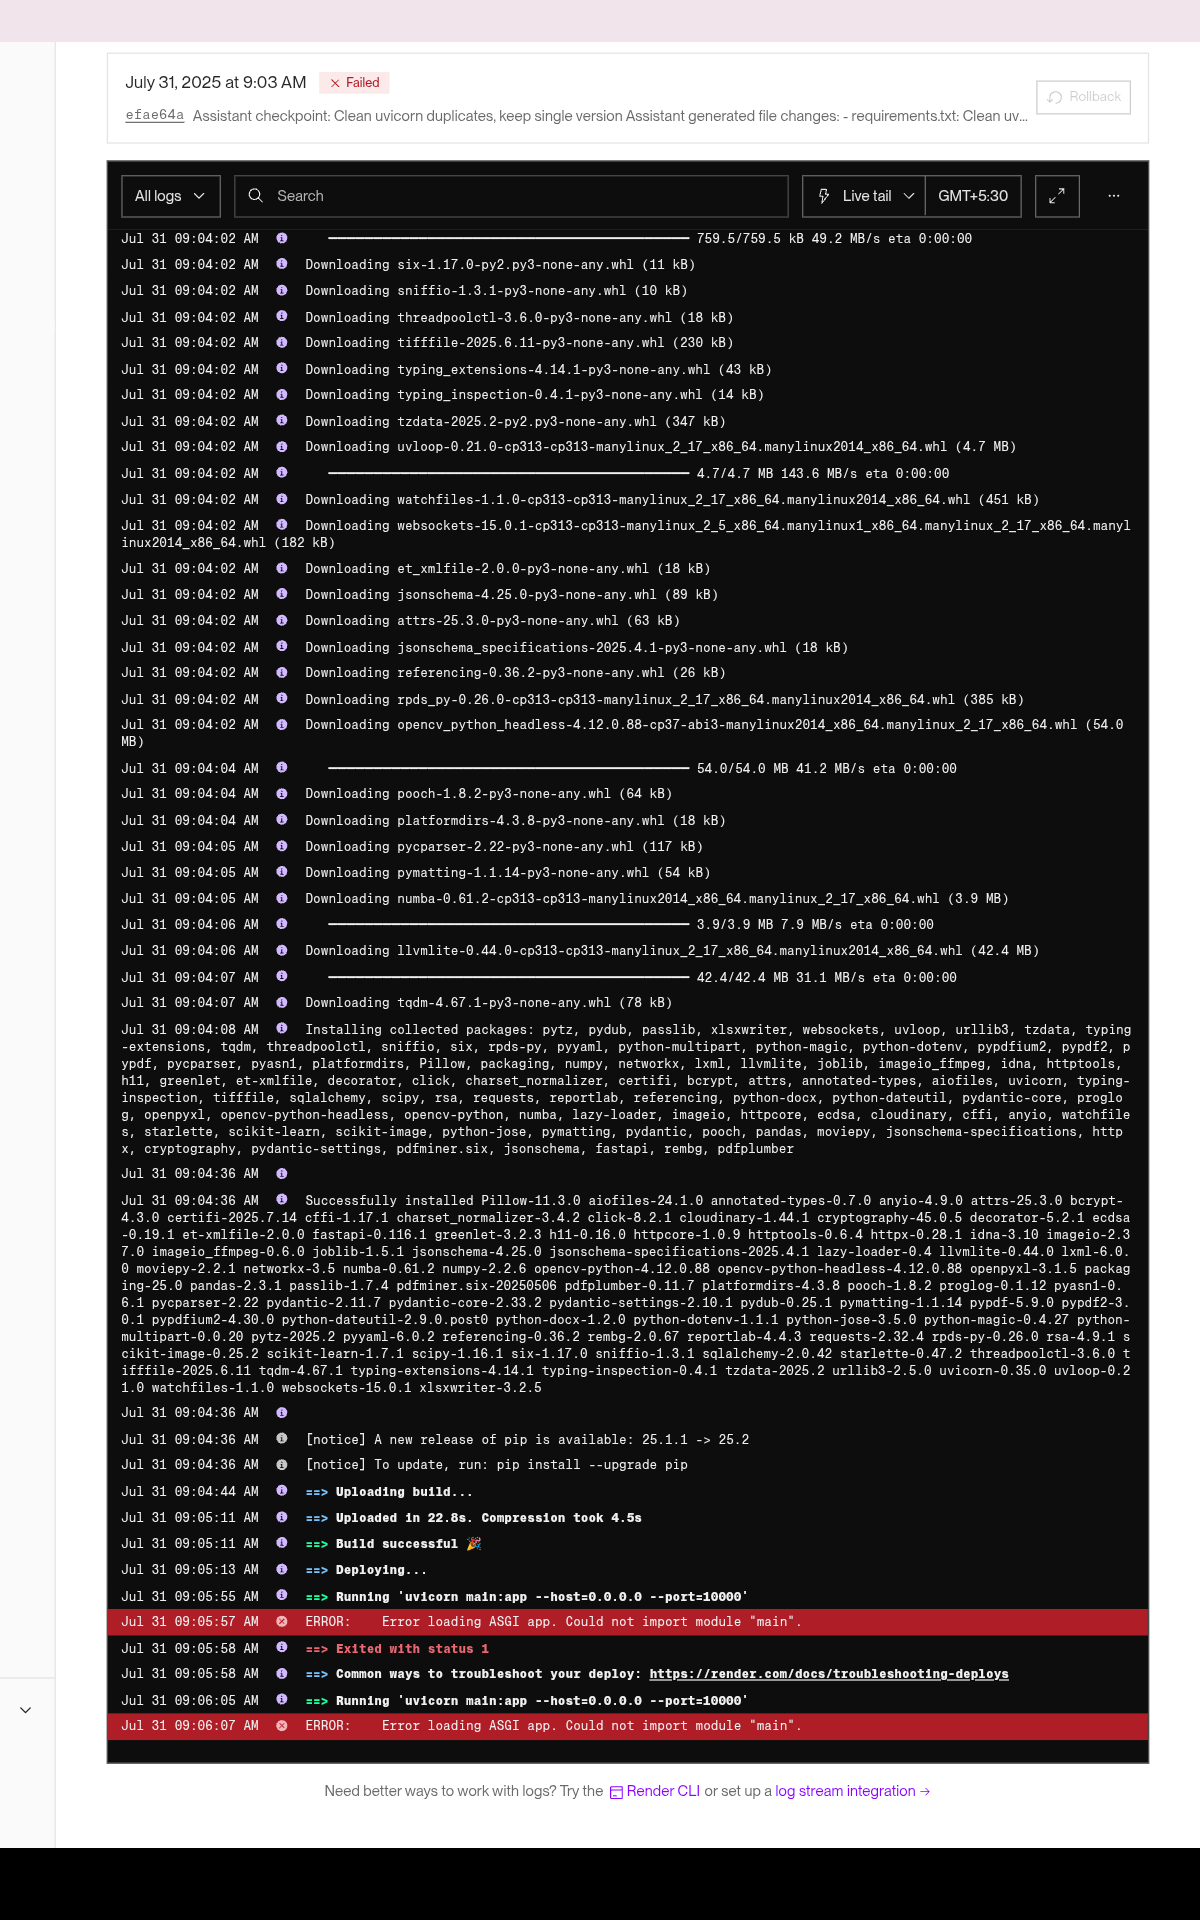 July 31, 2025 at 9:03 AM Failed
Rollback
efae64a Assistant checkpoint: Clean uvicorn duplicates, keep single version Assistant generated file changes: - requirements.txt: Clean uv...
All logs Search Live tail GMT+5:30 ...
Jul 31 09:04:02 AM 759.5/759.5 kB 49.2 MB/s eta 0:00:00
Jul 31 09:04:02 AM Downloading six-1.17.0-py2.py3-none-any.whl (11 kB)
Jul 31 09:04:02 AM Downloading sniffio-1.3.1-py3-none-any.whl (10 kB)
Jul 31 09:04:02 AM Downloading threadpoolctl-3.6.0-py3-none-any.whl (18 kB)
Jul 31 09:04:02 AM Downloading tifffile-2025.6.11-py3-none-any.whl (230 kB)
Jul 31 09:04:02 AM Downloading typing_extensions-4.14.1-py3-none-any.whl (43 kB)
Jul 31 09:04:02 AM Downloading typing_inspection-0.4.1-py3-none-any.whl (14 kB)
Jul 31 09:04:02 AM Downloading tzdata-2025.2-py2.py3-none-any.whl (347 kB)
Jul 31 09:04:02 AM Downloading uvloop-0.21.0-cp313-cp313-manylinux_2_17_x86_64.manylinux2014_x86_64.whl (4.7 MB)
Jul 31 09:04:02 AM 4.7/4.7 MB 143.6 MB/s eta 0:00:00
Jul 31 09:04:02 AM Downloading watchfiles-1.1.0-cp313-cp313-manylinux_2_17_x86_64.manylinux2014_x86_64.whl (451 kB)
Jul 31 09:04:02 AM Downloading websockets-15.0.1-cp313-cp313-manylinux_2_5_x86_64.manylinux1_x86_64.manylinux_2_17_x86_64.manyl
inux2014_x86_64.whl (182 kB)
Jul 31 09:04:02 AM Downloading et_xmlfile-2.0.0-py3-none-any.whl (18 kB)
Jul 31 09:04:02 AM Downloading jsonschema-4.25.0-py3-none-any.whl (89 kB)
Jul 31 09:04:02 AM Downloading attrs-25.3.0-py3-none-any.whl (63 kB)
Jul 31 09:04:02 AM Downloading jsonschema_specifications-2025.4.1-py3-none-any.whl (18 kB)
Jul 31 09:04:02 AM Downloading referencing-0.36.2-py3-none-any.whl (26 kB)
Jul 31 09:04:02 AM Downloading rpds_py-0.26.0-cp313-cp313-manylinux_2_17_x86_64.manylinux2014_x86_64.whl (385 kB)
Jul 31 09:04:02 AM Downloading opencv_python_headless-4.12.0.88-cp37-abi3-manylinux2014_x86_64.manylinux_2_17_x86_64.whl (54.0
MB)
Jul 31 09:04:04 AM 54.0/54.0 MB 41.2 MB/s eta 0:00:00
Jul 31 09:04:04 AM Downloading pooch-1.8.2-py3-none-any.whl (64 kB)
Jul 31 09:04:04 AM Downloading platformdirs-4.3.8-py3-none-any.whl (18 kB)
Jul 31 09:04:05 AM Downloading pycparser-2.22-py3-none-any.whl (117 kB)
Jul 31 09:04:05 AM Downloading pymatting-1.1.14-py3-none-any.whl (54 kB)
Jul 31 09:04:05 AM Downloading numba-0.61.2-cp313-cp313-manylinux2014_x86_64.manylinux_2_17_x86_64.whl (3.9 MB)
Jul 31 09:04:06 AM 3.9/3.9 MB 7.9 MB/s eta 0:00:00
Jul 31 09:04:06 AM Downloading llvmlite-0.44.0-cp313-cp313-manylinux_2_17_x86_64.manylinux2014_x86_64.whl (42.4 MB)
Jul 31 09:04:07 AM 42.4/42.4 MB 31.1 MB/s eta 0:00:00
Jul 31 09:04:07 AM Downloading tqdm-4.67.1-py3-none-any.whl (78 kB)
Jul 31 09:04:08 AM Installing collected packages: pytz, pydub, passlib, xlsxwriter, websockets, uvloop, urllib3, tzdata, typing
-extensions, tqdm, threadpoolctl, sniffio, six, rpds-py, pyyaml, python-multipart, python-magic, python-dotenv, pypdfium2, pypdf2, p
ypdf, pycparser, pyasn1, platformdirs, Pillow, packaging, numpy, networkx, lxml, llvmlite, joblib, imageio_ffmpeg, idna, httptools,
h11, greenlet, et-xmlfile, decorator, click, charset_normalizer, certifi, bcrypt, attrs, annotated-types, aiofiles, uvicorn, typing-
inspection, tifffile, sqlalchemy, scipy, rsa, requests, reportlab, referencing, python-docx, python-dateutil, pydantic-core, proglo
g, openpyxl, opencv-python-headless, opencv-python, numba, lazy-loader, imageio, httpcore, ecdsa, cloudinary, cffi, anyio, watchfile
s, starlette, scikit-learn, scikit-image, python-jose, pymatting, pydantic, pooch, pandas, moviepy, jsonschema-specifications, http
x, cryptography, pydantic-settings, pdfminer.six, jsonschema, fastapi, rembg, pdfplumber
Jul 31 09:04:36 AM
Jul 31 09:04:36 AM Successfully installed Pillow-11.3.0 aiofiles-24.1.0 annotated-types-0.7.0 anyio-4.9.0 attrs-25.3.0 bcrypt-
4.3.0 certifi-2025.7.14 cffi-1.17.1 charset_normalizer-3.4.2 click-8.2.1 cloudinary-1.44.1 cryptography-45.0.5 decorator-5.2.1 ecdsa
-0.19.1 et-xmlfile-2.0.0 fastapi-0.116.1 greenlet-3.2.3 h11-0.16.0 httpcore-1.0.9 httptools-0.6.4 httpx-0.28.1 idna-3.10 imageio-2.3
7.0 imageio_ffmpeg-0.6.0 joblib-1.5.1 jsonschema-4.25.0 jsonschema-specifications-2025.4.1 lazy-loader-0.4 llvmlite-0.44.0 lxml-6.0.
0 moviepy-2.2.1 networkx-3.5 numba-0.61.2 numpy-2.2.6 opencv-python-4.12.0.88 opencv-python-headless-4.12.0.88 openpyxl-3.1.5 packag
ing-25.0 pandas-2.3.1 passlib-1.7.4 pdfminer.six-20250506 pdfplumber-0.11.7 platformdirs-4.3.8 pooch-1.8.2 proglog-0.1.12 pyasn1-0.
6.1 pycparser-2.22 pydantic-2.11.7 pydantic-core-2.33.2 pydantic-settings-2.10.1 pydub-0.25.1 pymatting-1.1.14 pypdf-5.9.0 pypdf2-3.
0.1 pypdfium2-4.30.0 python-dateutil-2.9.0.post0 python-docx-1.2.0 python-dotenv-1.1.1 python-jose-3.5.0 python-magic-0.4.27 python-
multipart-0.0.20 pytz-2025.2 pyyaml-6.0.2 referencing-0.36.2 rembg-2.0.67 reportlab-4.4.3 requests-2.32.4 rpds-py-0.26.0 rsa-4.9.1 s
cikit-image-0.25.2 scikit-learn-1.7.1 scipy-1.16.1 six-1.17.0 sniffio-1.3.1 sqlalchemy-2.0.42 starlette-0.47.2 threadpoolctl-3.6.0 t
ifffile-2025.6.11 tqdm-4.67.1 typing-extensions-4.14.1 typing-inspection-0.4.1 tzdata-2025.2 urllib3-2.5.0 uvicorn-0.35.0 uvloop-0.2
1.0 watchfiles-1.1.0 websockets-15.0.1 xlsxwriter-3.2.5
Jul 31 09:04:36 AM
Jul 31 09:04:36 AM [notice] A new release of pip is available: 25.1.1 -> 25.2
Jul 31 09:04:36 AM [notice] To update, run: pip install --upgrade pip
Jul 31 09:04:44 AM ==> Uploading build...
Jul 31 09:05:11 AM ==> Uploaded in 22.8s. Compression took 4.5s
Jul 31 09:05:11 AM ==> Build successful 🎉
Jul 31 09:05:13 AM ==> Deploying...
Jul 31 09:05:55 AM ==> Running 'uvicorn main:app --host=0.0.0.0 --port=10000'
Jul 31 09:05:57 AM ERROR: Error loading ASGI app. Could not import module "main".
Jul 31 09:05:58 AM ==> Exited with status 1
Jul 31 09:05:58 AM ==> Common ways to troubleshoot your deploy: https://render.com/docs/troubleshooting-deploys
Jul 31 09:06:05 AM ==> Running 'uvicorn main:app --host=0.0.0.0 --port=10000'
Jul 31 09:06:07 AM ERROR: Error loading ASGI app. Could not import module "main".
Need better ways to work with logs? Try the Render CLI or set up a log stream integration →